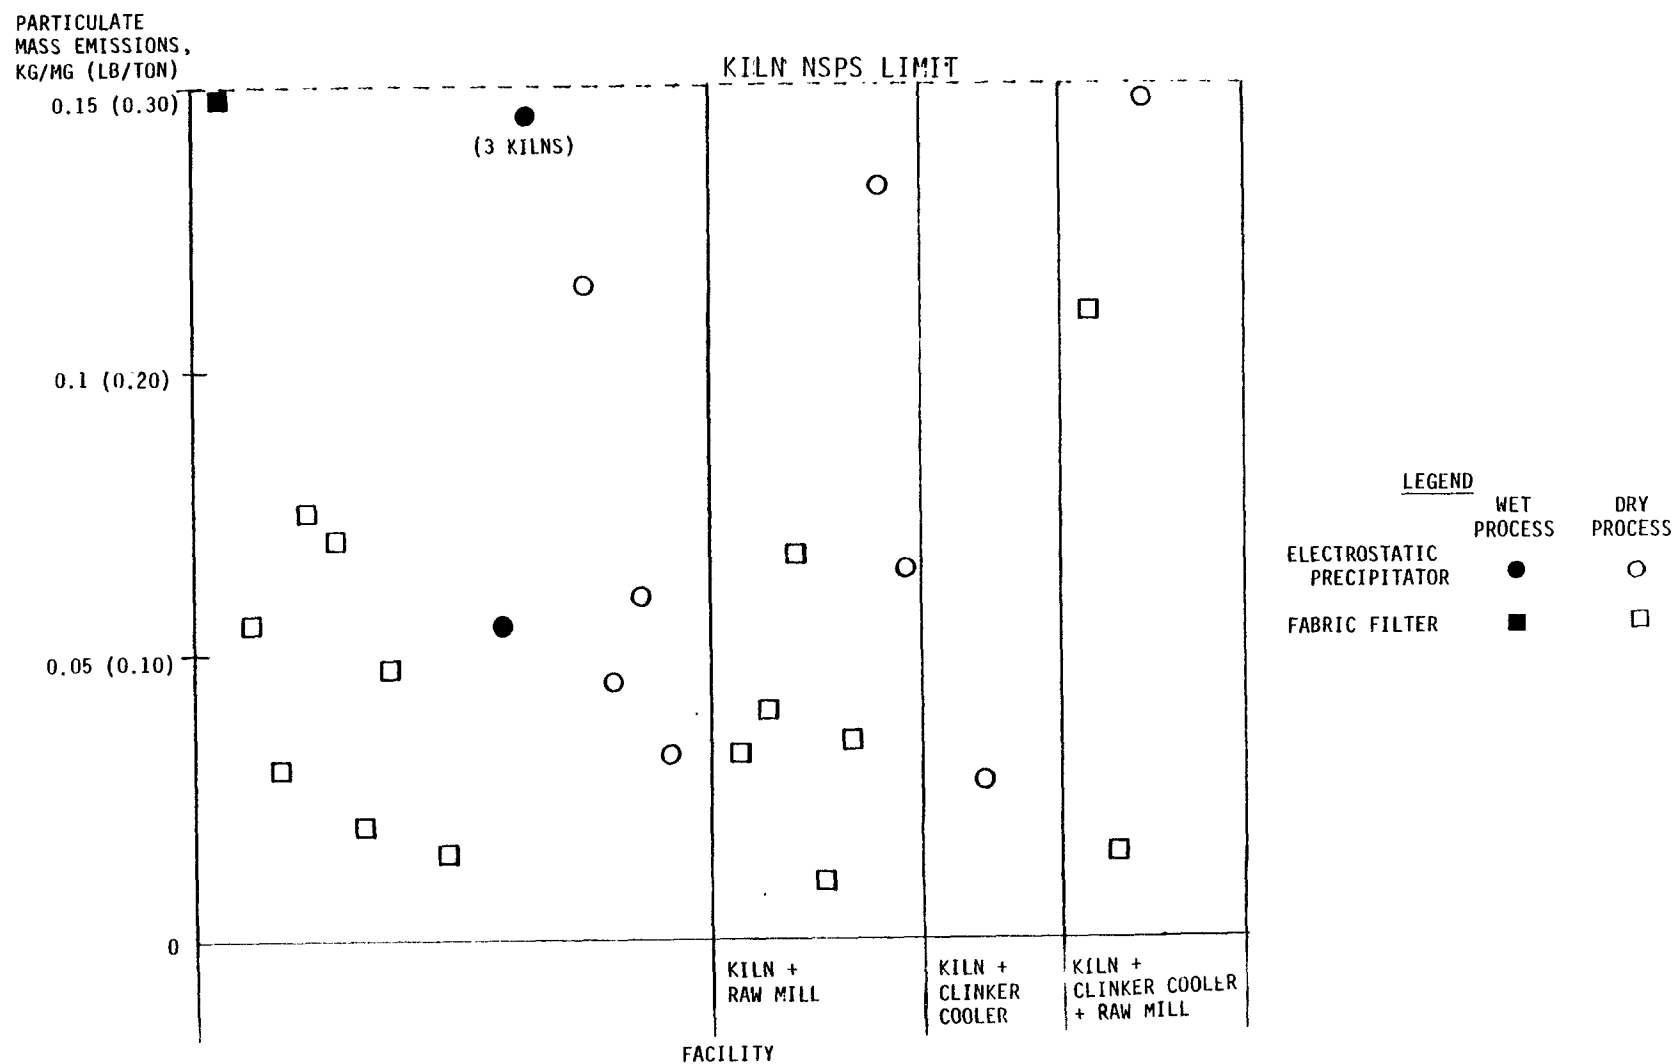 PARTICULATE
MASS EMISSIONS,
KG/MG (LB/TON)
KILN NSPS LIMIT
0.15 (0.30)
(3 KILNS)
0.1 (0.20)
0.05 (0.10)
0
KILN +
RAW MILL
KILN +
CLINKER
COOLER
KILN +
CLINKER COOLER
+ RAW MILL
FACILITY
LEGEND
WET
PROCESS
DRY
PROCESS
ELECTROSTATIC
PRECIPITATOR
FABRIC FILTER